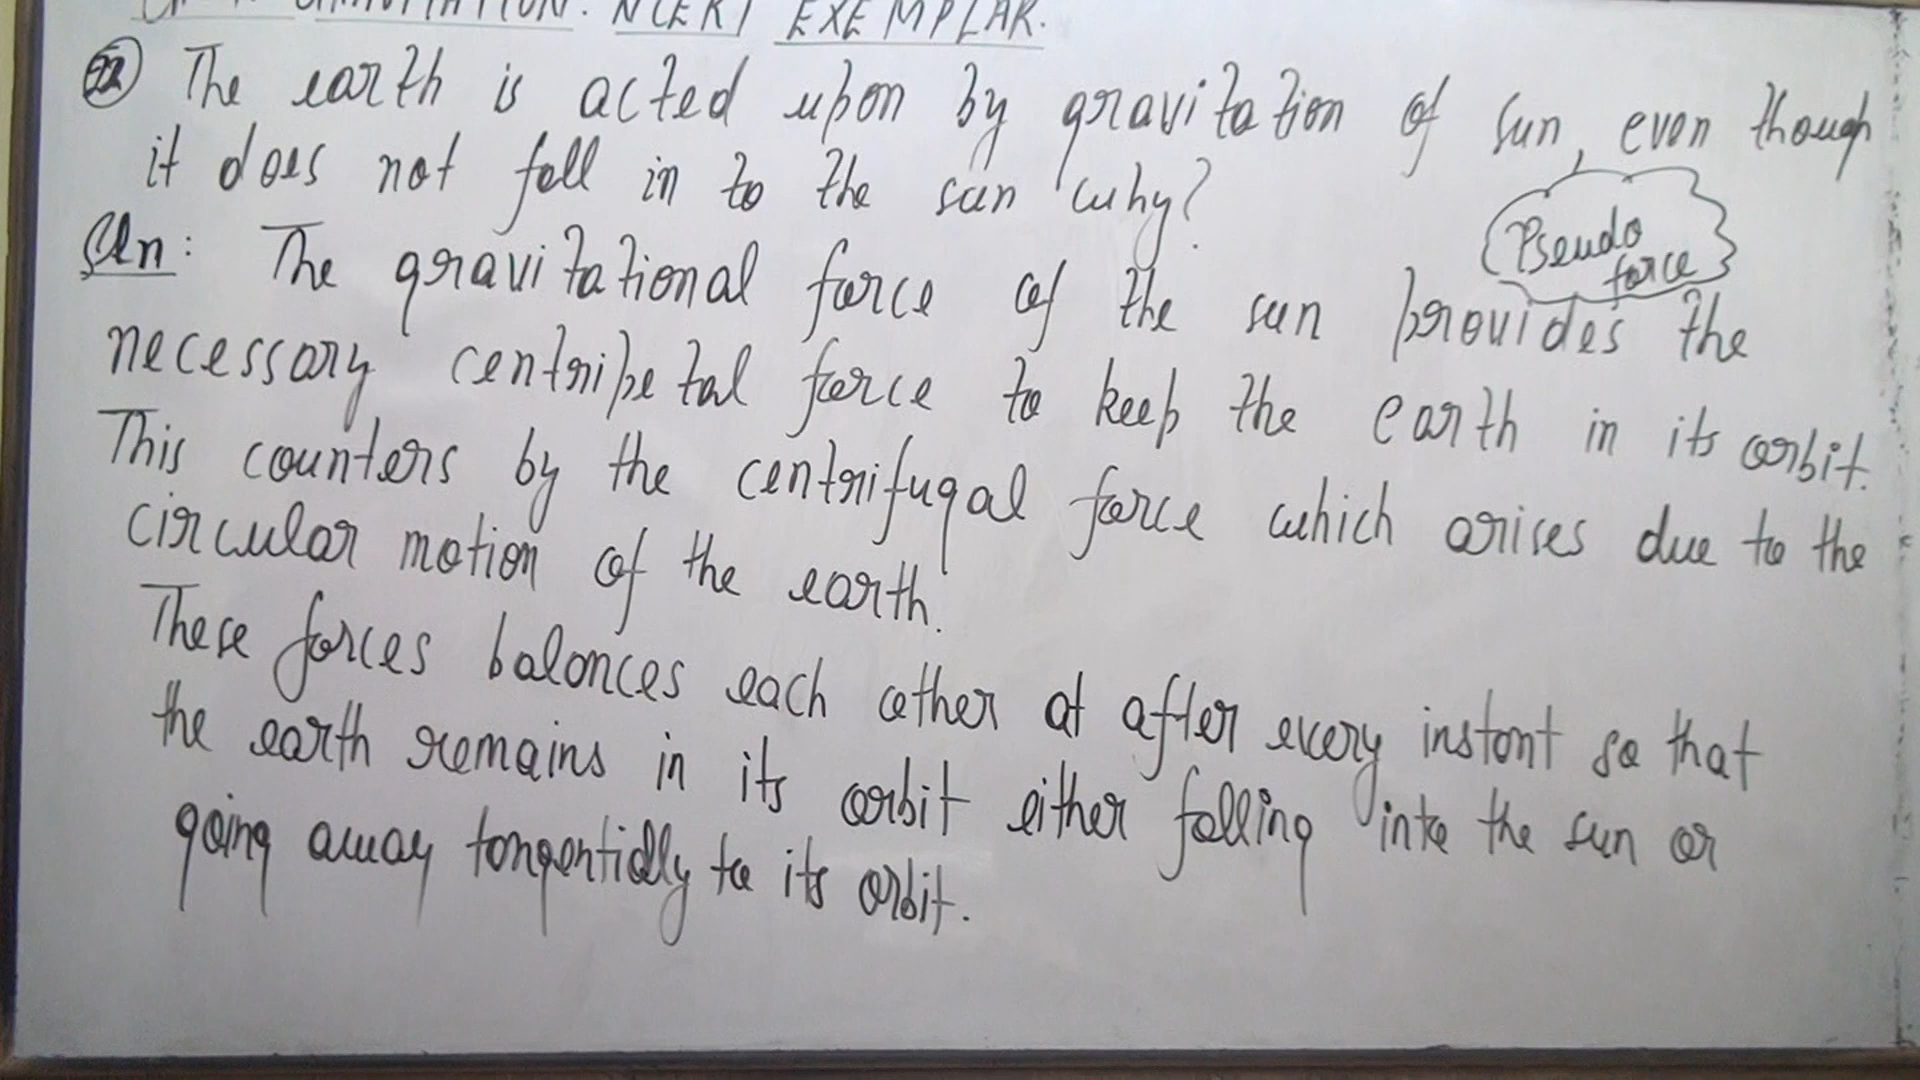 GRAVITATION. NCERT EXEMPLAR.
22 The earth is acted upon by gravitation of sun, even though
it does not fall in to the sun why?
Pseudo
force
: The gravitational force of the sun provides the
necessary centripetal force to keep the earth in its orbit.
This counters by the centrifugal force which arises due to the
circular motion of the earth.
These forces balances each other at after every instant so that
the earth remains in its orbit either falling into the sun or
going away tangentially to its orbit.